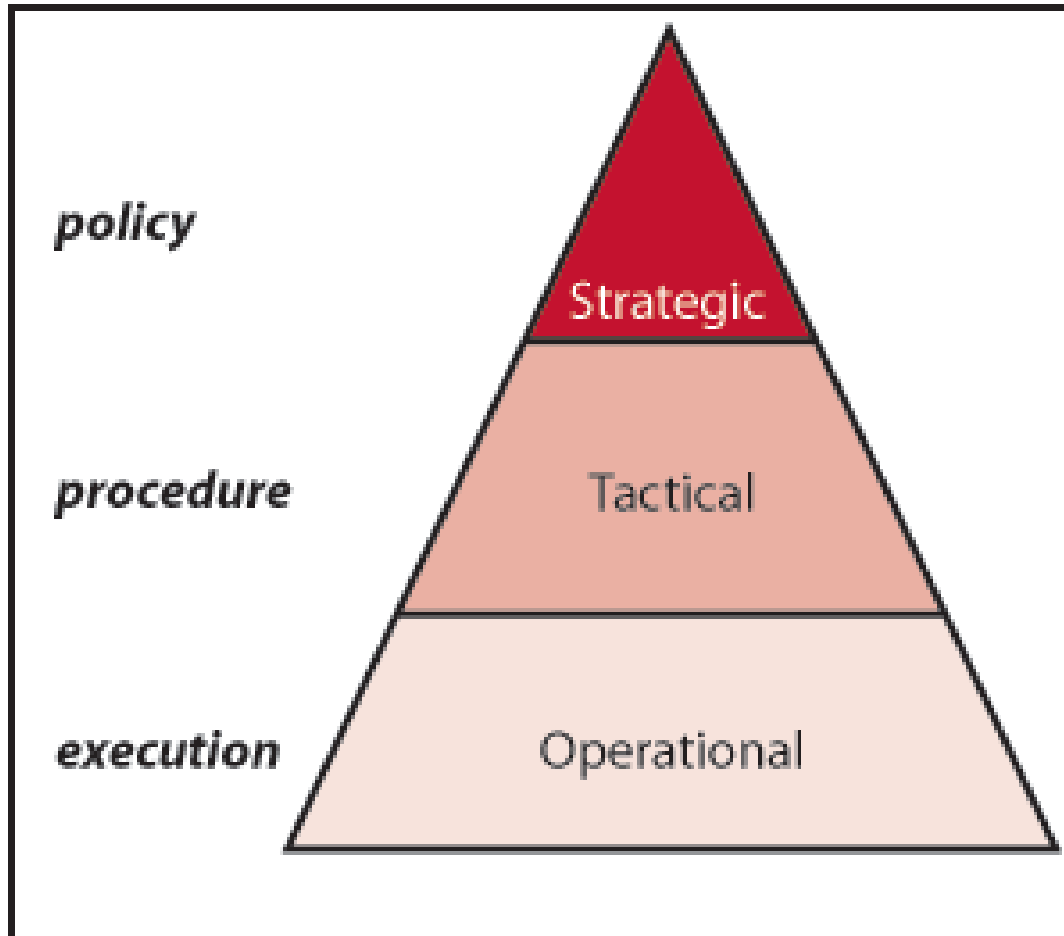 policy
Strategic
procedure
Tactical
execution
Operational